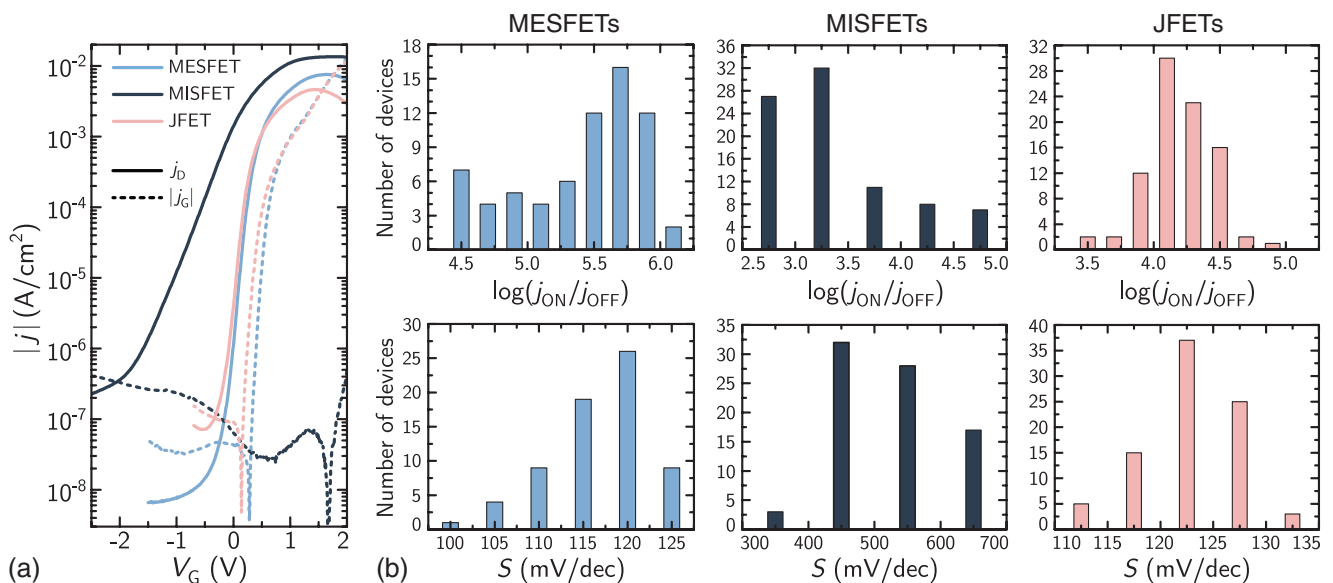 MESFETs MISFETs JFETs
MESFET
MISFET
JFET
j_D
|j_G|
|j| (A/cm²)
10⁻²
10⁻³
10⁻⁴
10⁻⁵
10⁻⁶
10⁻⁷
10⁻⁸
-2 -1 0 1 2
V_G (V)
(a)
Number of devices
18
15
12
9
6
3
0
4.5 5.0 5.5 6.0
log(j_ON/j_OFF)
36
32
28
24
20
16
12
8
4
0
2.5 3.0 3.5 4.0 4.5 5.0
log(j_ON/j_OFF)
32
28
24
20
16
12
8
4
0
3.5 4.0 4.5 5.0
log(j_ON/j_OFF)
Number of devices
30
25
20
15
10
5
0
100 105 110 115 120 125
S (mV/dec)
35
30
25
20
15
10
5
0
300 400 500 600 700
S (mV/dec)
40
35
30
25
20
15
10
5
0
110 115 120 125 130 135
S (mV/dec)
(b)